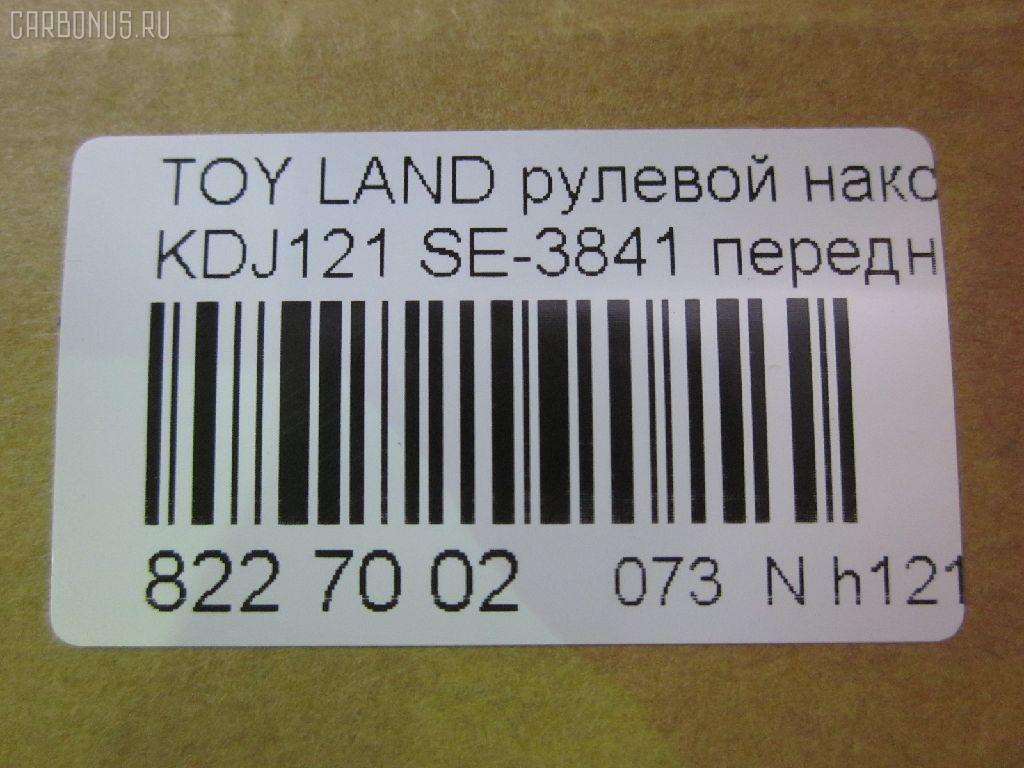 CARBONUS.RU
TOY LAND рулевой нако
KDJ121 SE-3841 передн
822 70 02 073 N h121